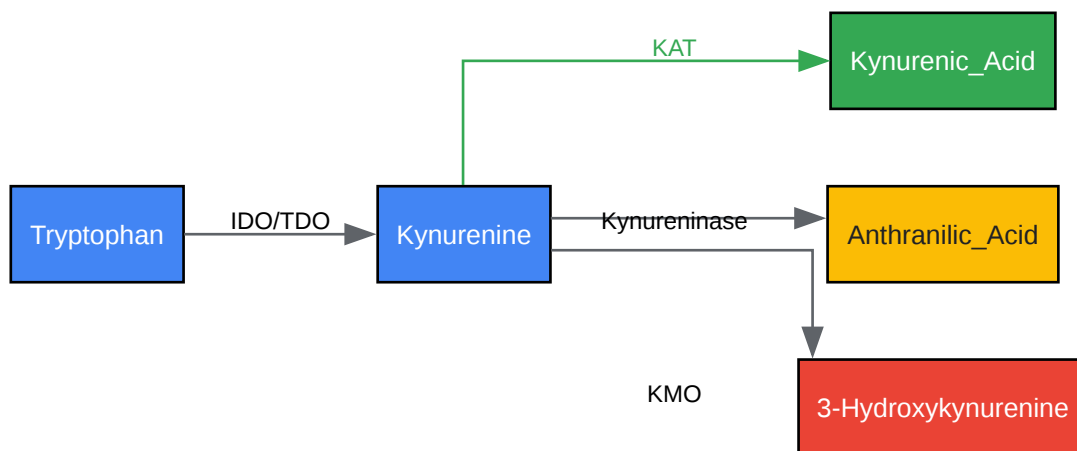 KAT
Kynurenic_Acid
Tryptophan
IDO/TDO
Kynurenine
Kynureninase
Anthranilic_Acid
KMO
3-Hydroxykynurenine